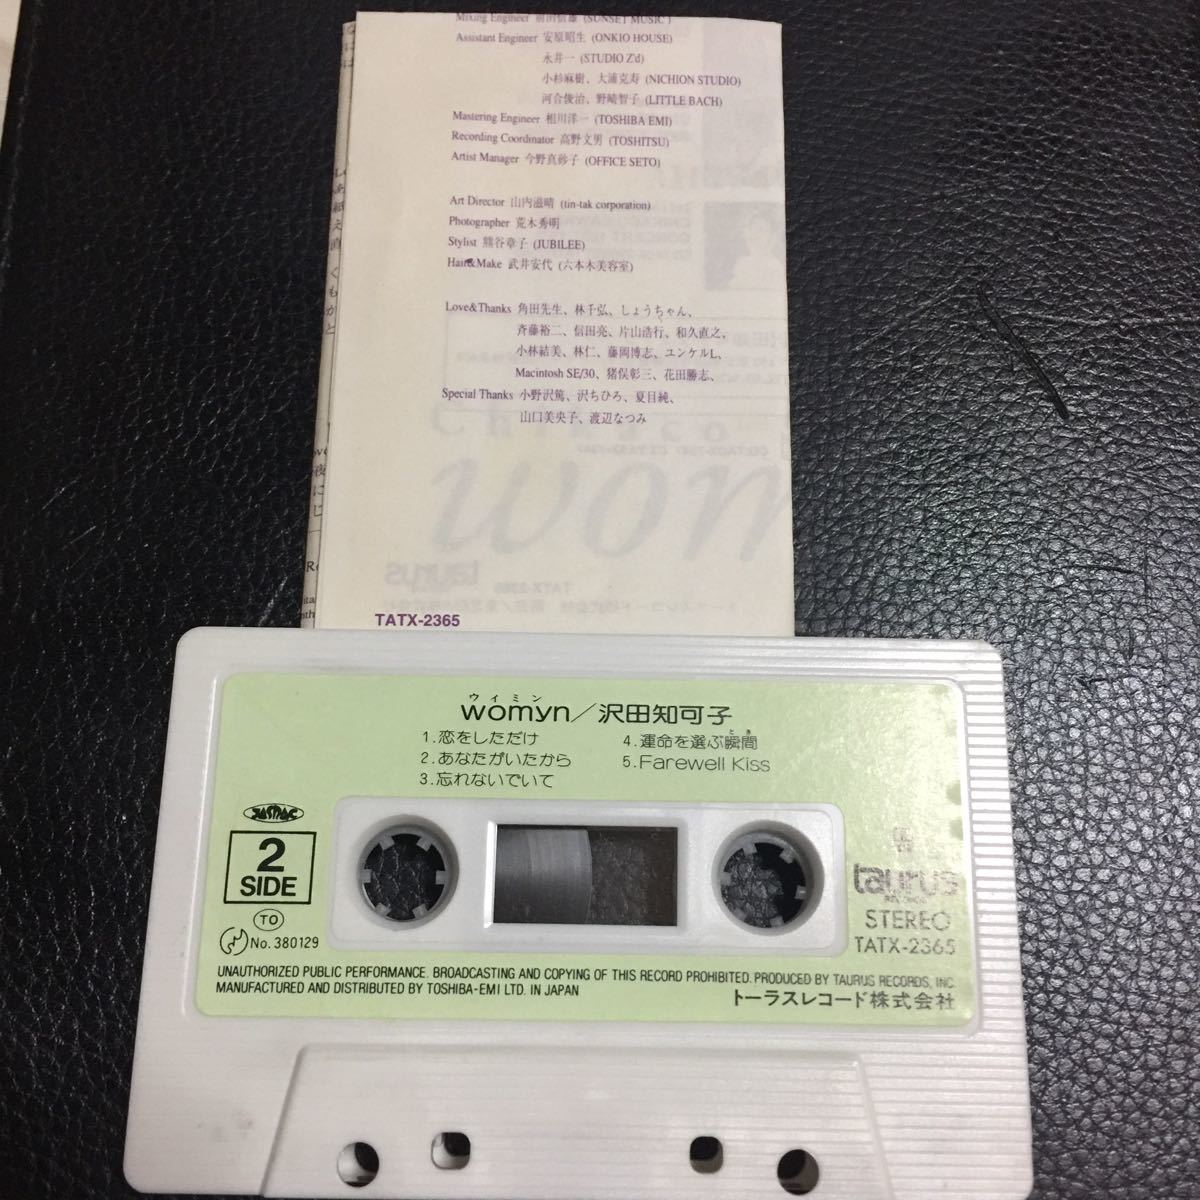 Mixing Engineer 前田信雄 (SUNSET MUSIC)
Assistant Engineer 安原昭生 (ONKIO HOUSE)
永井一 (STUDIO Z'd)
小杉麻樹、大浦克寿 (NICHION STUDIO)
河合俊治、野崎智子 (LITTLE BACH)
Mastering Engineer 相川洋一 (TOSHIBA EMI)
Recording Coordinator 高野文男 (TOSHITSU)
Artist Manager 今野真砂子 (OFFICE SETO)
Art Director 山内滋晴 (tin-tak corporation)
Photographer 荒木秀明
Stylist 熊谷章子 (JUBILEE)
Hair&Make 武井安代 (六本木美容室)
Love&Thanks 角田先生、林千弘、しょうちゃん、
斉藤裕二、信田亮、片山浩行、和久直之、
小林結美、林仁、藤岡博志、ユンケルL、
Macintosh SE/30、猪俣彰三、花田勝志、
Special Thanks 小野沢篤、沢ちひろ、夏目純、
山口美央子、渡辺なつみ
TATX-2365
ウィミン
womyn/沢田知可子
1.恋をしただけ
2.あなたがいたから
3.忘れないでいて
とき
4.運命を選ぶ瞬間
5.Farewell Kiss
JASRAC
2
SIDE
TO
No. 380129
taurus
RECORDS
STEREO
TATX-2365
UNAUTHORIZED PUBLIC PERFORMANCE. BROADCASTING AND COPYING OF THIS RECORD PROHIBITED. PRODUCED BY TAURUS RECORDS, INC.
MANUFACTURED AND DISTRIBUTED BY TOSHIBA-EMI LTD. IN JAPAN
トーラスレコード株式会社